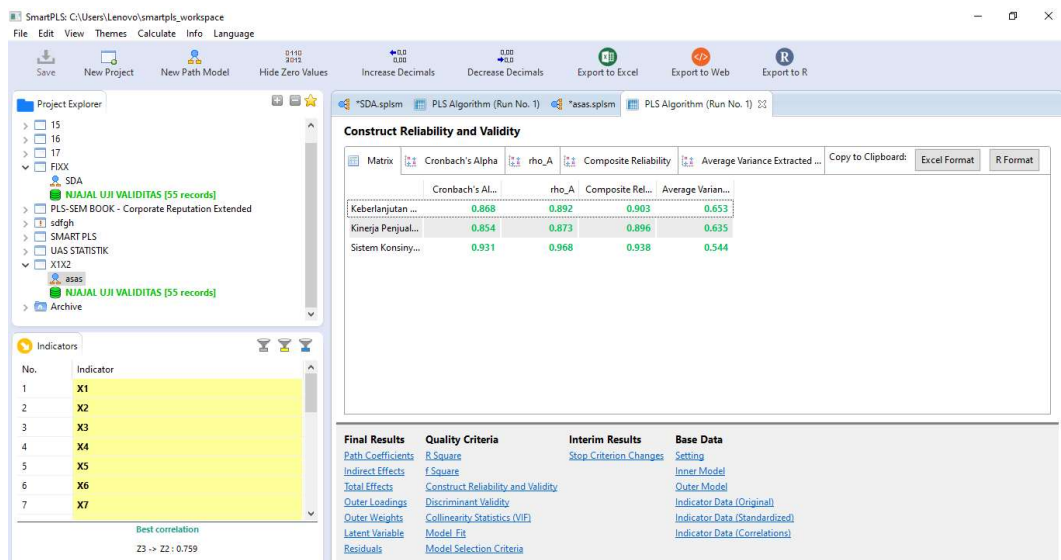 SmartPLS: C:\Users\Lenovo\smartpls_workspace
File Edit View Themes Calculate Info Language
Save New Project New Path Model Hide Zero Values Increase Decimals Decrease Decimals Export to Excel Export to Web Export to R
Project Explorer
15
16
17
FIXX
SDA
NJAJAL UJI VALIDITAS [55 records]
PLS-SEM BOOK - Corporate Reputation Extended
sdfgh
SMART PLS
UAS STATISTIK
X1X2
asas
NJAJAL UJI VALIDITAS [55 records]
Archive
Indicators
No. Indicator
1 X1
2 X2
3 X3
4 X4
5 X5
6 X6
7 X7
Best correlation
Z3 -> Z2 : 0.759
*SDA.splsm PLS Algorithm (Run No. 1) *asas.splsm PLS Algorithm (Run No. 1)
Construct Reliability and Validity
Matrix Cronbach's Alpha rho_A Composite Reliability Average Variance Extracted ... Copy to Clipboard: Excel Format R Format
Cronbach's Al... rho_A Composite Rel... Average Varian...
Keberlanjutan ... 0.868 0.892 0.903 0.653
Kinerja Penjual... 0.854 0.873 0.896 0.635
Sistem Konsiny... 0.931 0.968 0.938 0.544
Final Results Quality Criteria Interim Results Base Data
Path Coefficients R Square Stop Criterion Changes Setting
Indirect Effects f Square Inner Model
Total Effects Construct Reliability and Validity Outer Model
Outer Loadings Discriminant Validity Indicator Data (Original)
Outer Weights Collinearity Statistics (VIF) Indicator Data (Standardized)
Latent Variable Model Fit Indicator Data (Correlations)
Residuals Model Selection Criteria